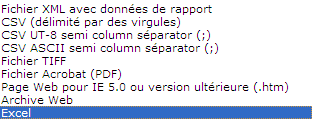 Fichier XML avec données de rapport
CSV (délimité par des virgules)
CSV UT-8 semi column séparator (;)
CSV ASCII semi column séparator (;)
Fichier TIFF
Fichier Acrobat (PDF)
Page Web pour IE 5.0 ou version ultérieure (.htm)
Archive Web
Excel